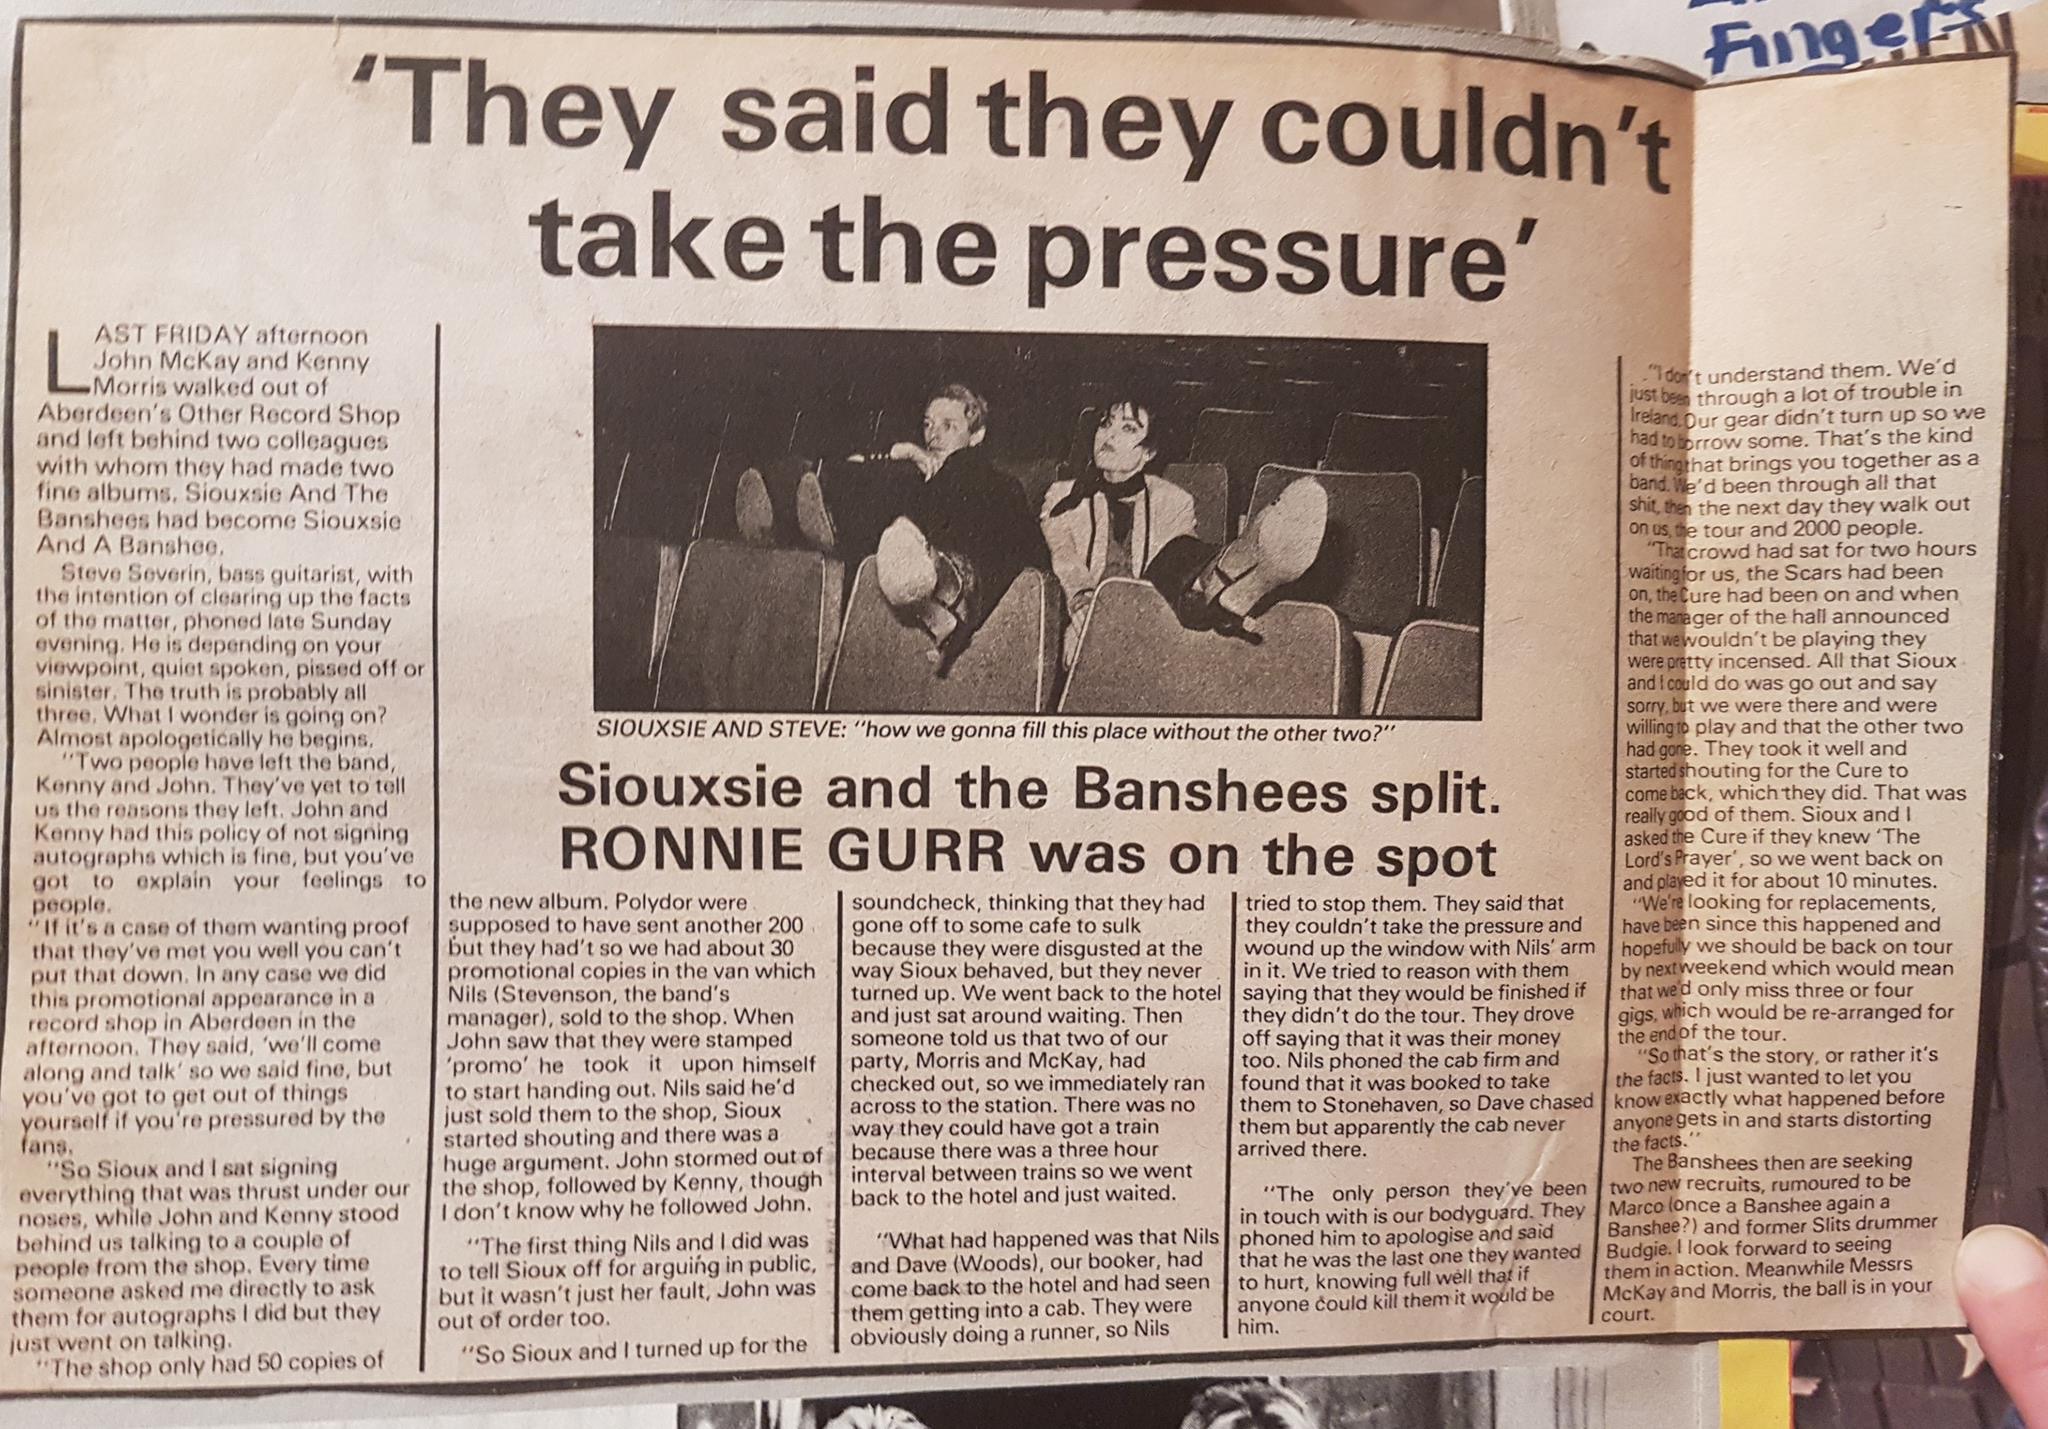 Fingers
'They said they couldn't
take the pressure'
LAST FRIDAY afternoon
John McKay and Kenny
Morris walked out of
Aberdeen's Other Record Shop
and left behind two colleagues
with whom they had made two
fine albums. Siouxsie And The
Banshees had become Siouxsie
And A Banshee.
Steve Severin, bass guitarist, with
the intention of clearing up the facts
of the matter, phoned late Sunday
evening. He is depending on your
viewpoint, quiet spoken, pissed off or
sinister. The truth is probably all
three. What I wonder is going on?
Almost apologetically he begins.
"Two people have left the band,
Kenny and John. They've yet to tell
us the reasons they left. John and
Kenny had this policy of not signing
autographs which is fine, but you've
got to explain your feelings to
people.
"If it's a case of them wanting proof
that they've met you well you can't
put that down. In any case we did
this promotional appearance in a
record shop in Aberdeen in the
afternoon. They said, 'we'll come
along and talk' so we said fine, but
you've got to get out of things
yourself if you're pressured by the
fans.
"So Sioux and I sat signing
everything that was thrust under our
noses, while John and Kenny stood
behind us talking to a couple of
people from the shop. Every time
someone asked me directly to ask
them for autographs I did but they
just went on talking.
"The shop only had 50 copies of
SIOUXSIE AND STEVE: "how we gonna fill this place without the other two?"
Siouxsie and the Banshees split.
RONNIE GURR was on the spot
the new album. Polydor were
supposed to have sent another 200
but they had't so we had about 30
promotional copies in the van which
Nils (Stevenson, the band's
manager), sold to the shop. When
John saw that they were stamped
'promo' he took it upon himself
to start handing out. Nils said he'd
just sold them to the shop, Sioux
started shouting and there was a
huge argument. John stormed out of
the shop, followed by Kenny, though
I don't know why he followed John.
"The first thing Nils and I did was
to tell Sioux off for arguing in public,
but it wasn't just her fault, John was
out of order too.
"So Sioux and I turned up for the
soundcheck, thinking that they had
gone off to some cafe to sulk
because they were disgusted at the
way Sioux behaved, but they never
turned up. We went back to the hotel
and just sat around waiting. Then
someone told us that two of our
party, Morris and McKay, had
checked out, so we immediately ran
across to the station. There was no
way they could have got a train
because there was a three hour
interval between trains so we went
back to the hotel and just waited.
"What had happened was that Nils
and Dave (Woods), our booker, had
come back to the hotel and had seen
them getting into a cab. They were
obviously doing a runner, so Nils
tried to stop them. They said that
they couldn't take the pressure and
wound up the window with Nils' arm
in it. We tried to reason with them
saying that they would be finished if
they didn't do the tour. They drove
off saying that it was their money
too. Nils phoned the cab firm and
found that it was booked to take
them to Stonehaven, so Dave chased
them but apparently the cab never
arrived there.
"The only person they've been
in touch with is our bodyguard. They
phoned him to apologise and said
that he was the last one they wanted
to hurt, knowing full well that if
anyone could kill them it would be
him.
"I don't understand them. We'd
just been through a lot of trouble in
Ireland. Our gear didn't turn up so we
had to borrow some. That's the kind
of thing that brings you together as a
band. We'd been through all that
shit, then the next day they walk out
on us, the tour and 2000 people.
"That crowd had sat for two hours
waiting for us, the Scars had been
on, the Cure had been on and when
the manager of the hall announced
that we wouldn't be playing they
were pretty incensed. All that Sioux
and I could do was go out and say
sorry, but we were there and were
willing to play and that the other two
had gone. They took it well and
started shouting for the Cure to
come back, which they did. That was
really good of them. Sioux and I
asked the Cure if they knew 'The
Lord's Prayer', so we went back on
and played it for about 10 minutes.
"We're looking for replacements,
have been since this happened and
hopefully we should be back on tour
by next weekend which would mean
that we'd only miss three or four
gigs, which would be re-arranged for
the end of the tour.
"So that's the story, or rather it's
the facts. I just wanted to let you
know exactly what happened before
anyone gets in and starts distorting
the facts."
The Banshees then are seeking
two new recruits, rumoured to be
Marco (once a Banshee again a
Banshee?) and former Slits drummer
Budgie. I look forward to seeing
them in action. Meanwhile Messrs
McKay and Morris, the ball is in your
court.